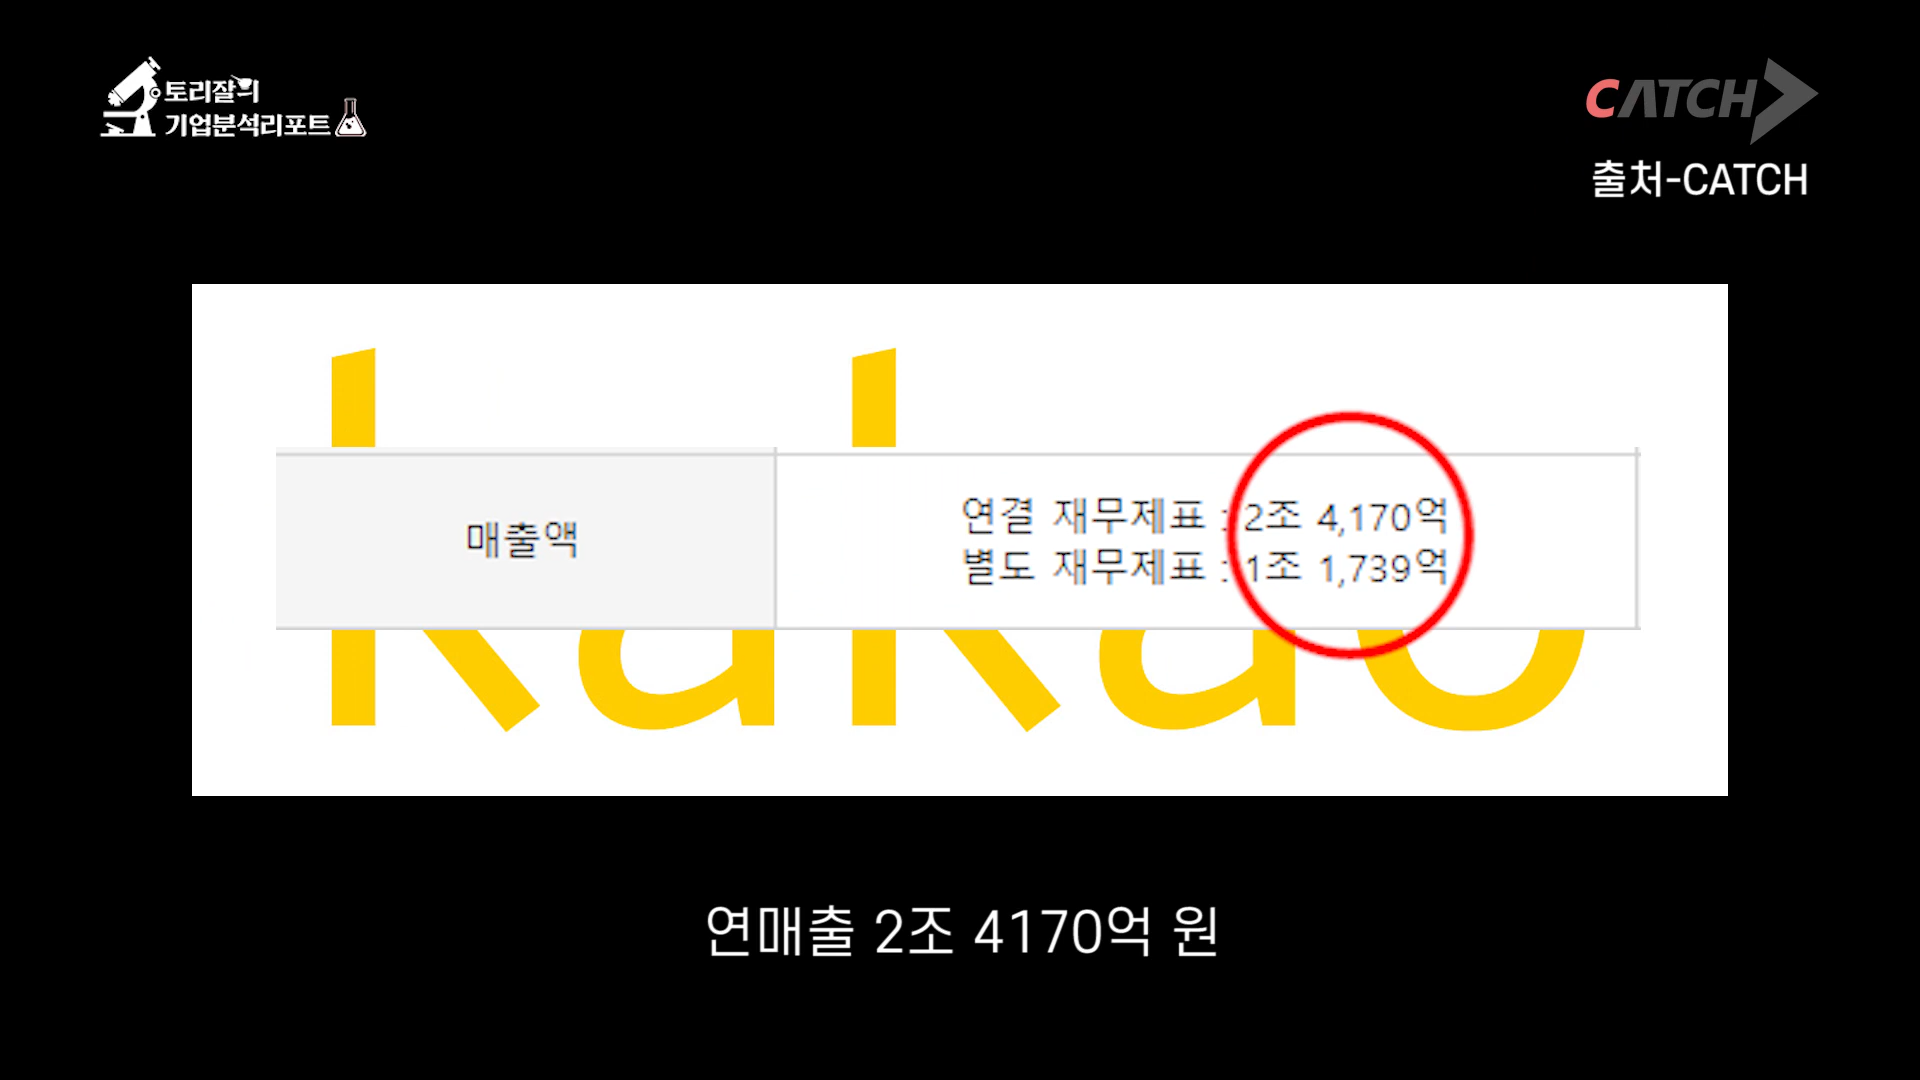 토리잘의
기업분석리포트
CATCH
출처-CATCH
kakao
매출액
연결 재무제표 : 2조 4,170억
별도 재무제표 : 1조 1,739억
연매출 2조 4170억 원